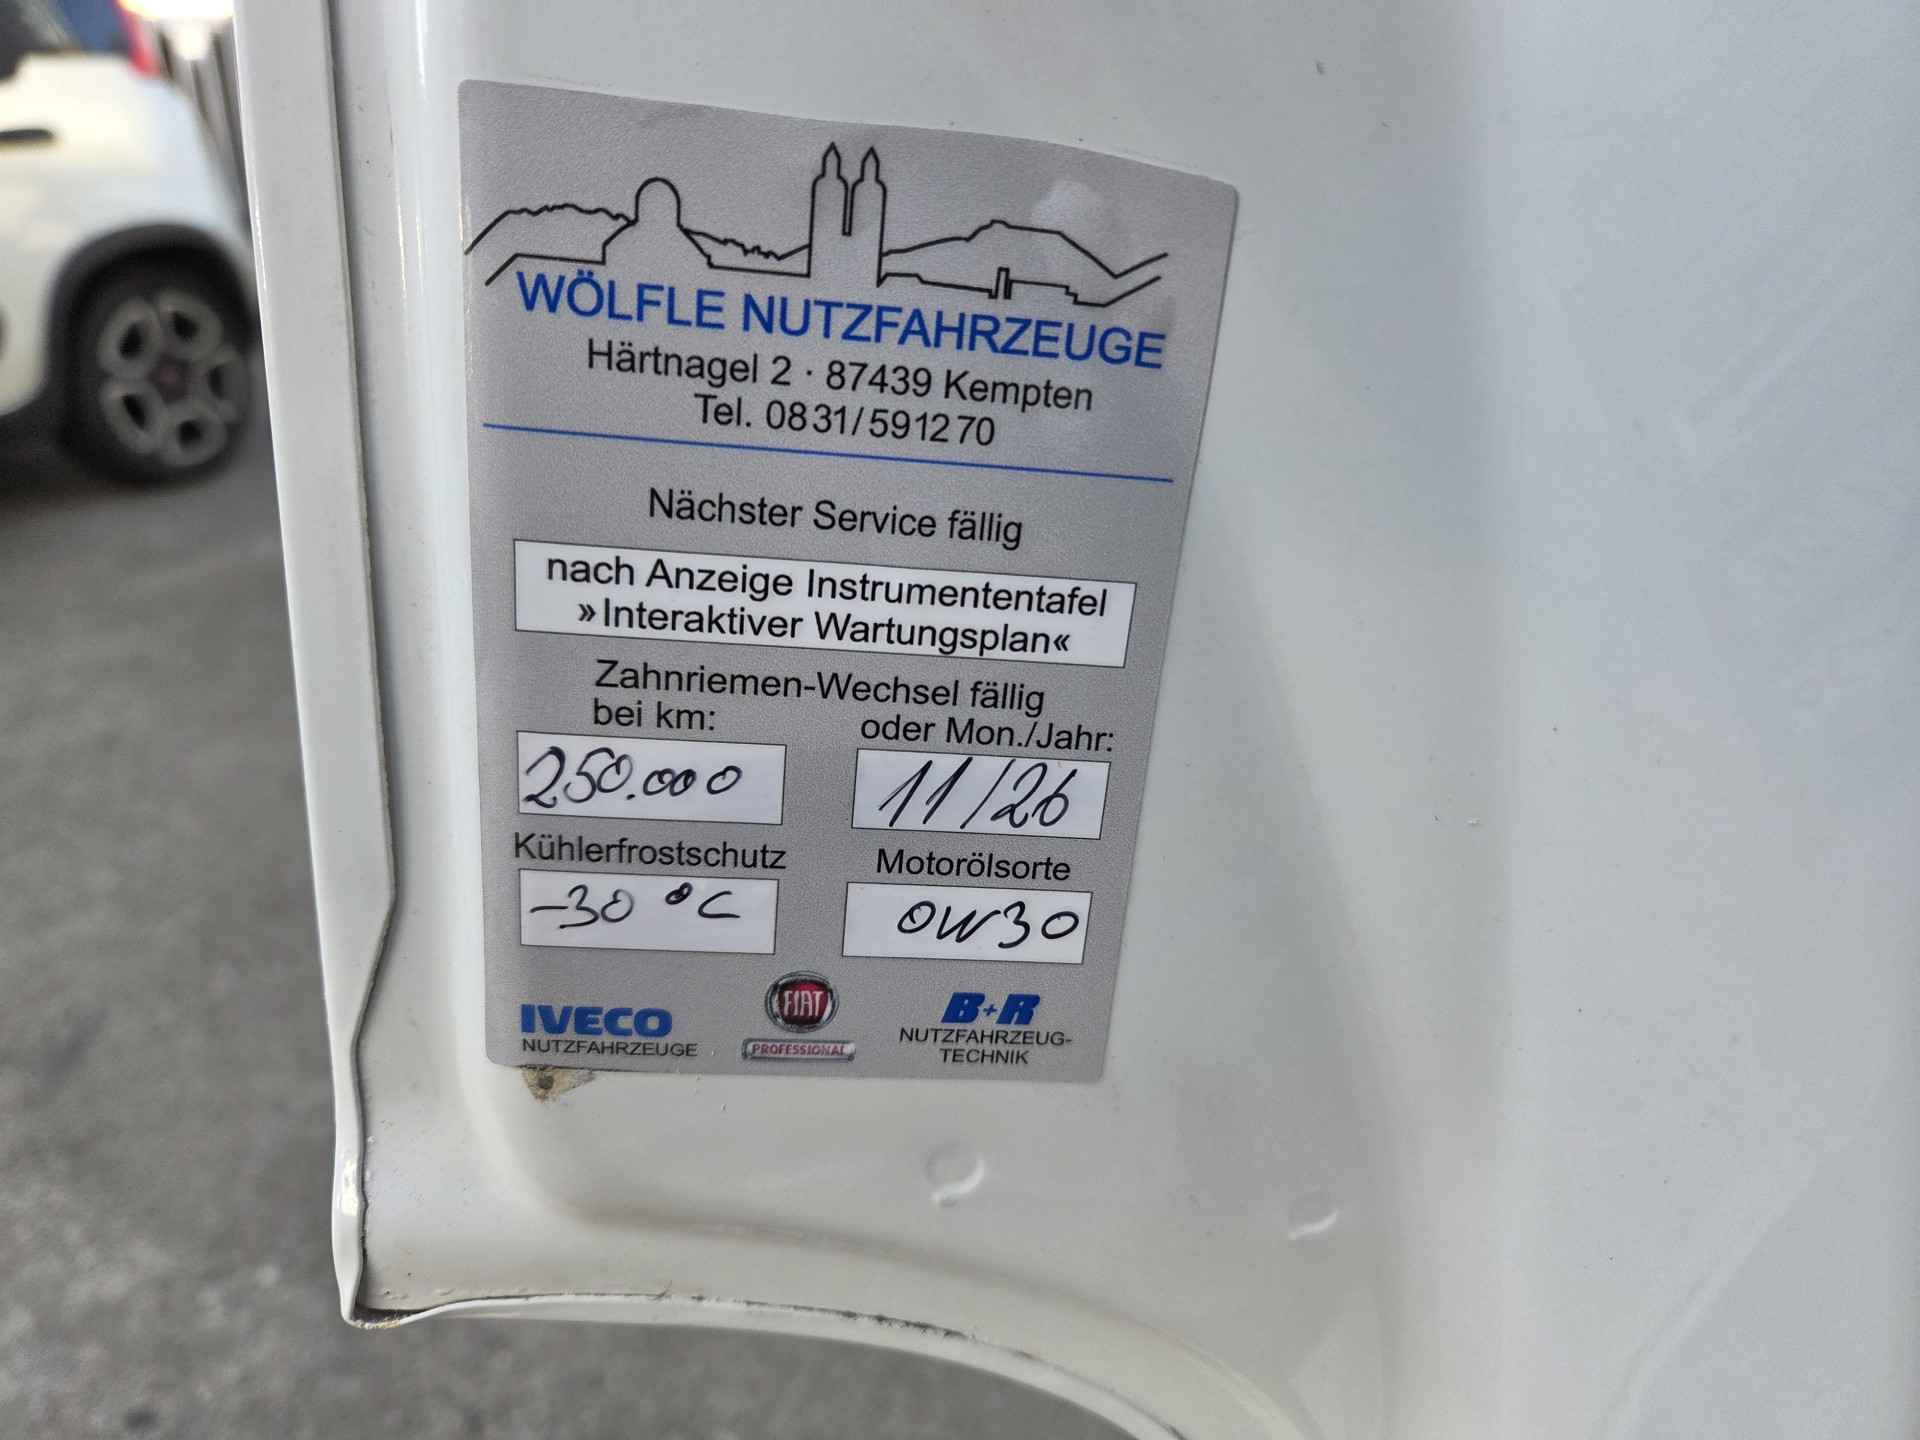 WÖLFLE NUTZFAHRZEUGE
Härtnagel 2 · 87439 Kempten
Tel. 0831/59127 0
Nächster Service fällig
nach Anzeige Instrumententafel
»Interaktiver Wartungsplan«
Zahnriemen-Wechsel fällig
bei km: oder Mon./Jahr:
250.000 11/26
Kühlerfrostschutz Motorölsorte
-30 °C 0W30
IVECO FIAT B+R
NUTZFAHRZEUGE PROFESSIONAL NUTZFAHRZEUG-
TECHNIK